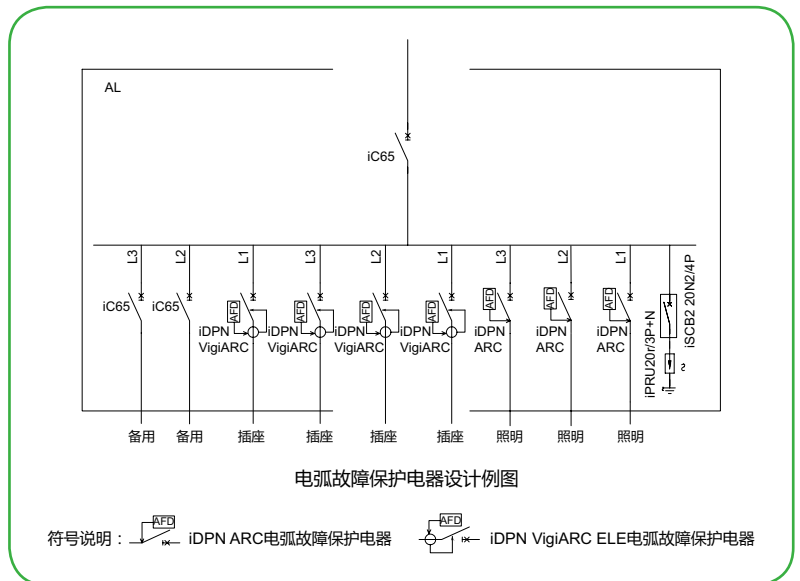 AL
iC65
L3
L2
L1
L3
L2
L1
L3
L2
L1
iC65
iC65
AFD
AFD
AFD
AFD
AFD
AFD
AFD
iDPN
VigiARC
iDPN
VigiARC
iDPN
VigiARC
iDPN
VigiARC
iDPN
ARC
iDPN
ARC
iDPN
ARC
iPRU20r/3P+N
iSCB2 20N2/4P
备用
备用
插座
插座
插座
插座
照明
照明
照明
电弧故障保护电器设计例图
符号说明：
AFD
iDPN ARC电弧故障保护电器
AFD
iDPN VigiARC ELE电弧故障保护电器